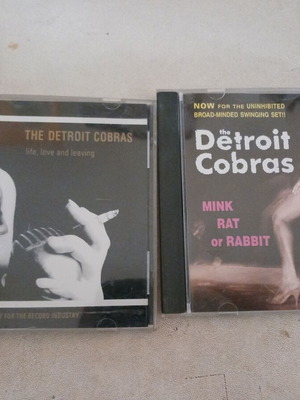 THE DETROIT COBRAS
life, love and leaving
FOR THE RECORD INDUSTRY
NOW FOR THE UNINHIBITED
BROAD-MINDED SWINGING SET!!
the
Detroit
Cobras
MINK
RAT
or RABBIT